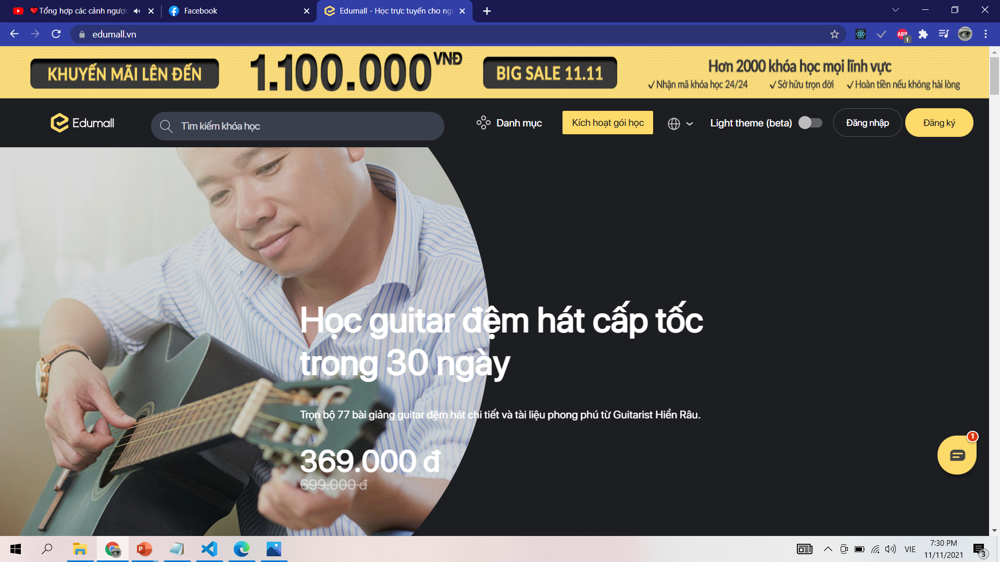 ❤️Tổng hợp các cảnh ngược
Facebook
Edumall - Học trực tuyến cho ng
edumall.vn
ABP
1
KHUYẾN MÃI LÊN ĐẾN
1.100.000 VNĐ
BIG SALE 11.11
Hơn 2000 khóa học mọi lĩnh vực
✓ Nhận mã khóa học 24/24 ✓ Sở hữu trọn đời ✓ Hoàn tiền nếu không hài lòng
Edumall
Tìm kiếm khóa học
Danh mục
Kích hoạt gói học
Light theme (beta)
Đăng nhập
Đăng ký
Học guitar đệm hát cấp tốc
trong 30 ngày
Trọn bộ 77 bài giảng guitar đệm hát chi tiết và tài liệu phong phú từ Guitarist Hiển Râu.
369.000 đ
699.000 đ
1
VIE
7:30 PM
11/11/2021
3